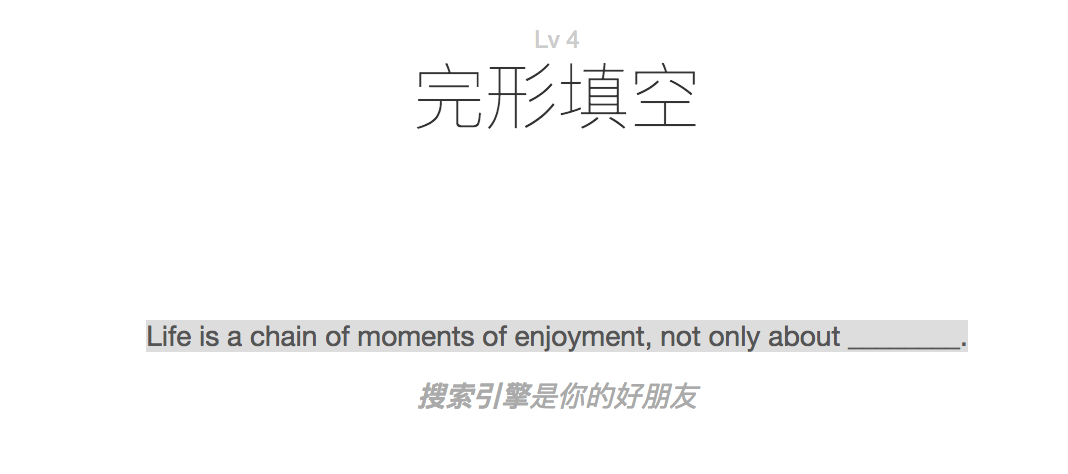 Lv 4
完形填空
Life is a chain of moments of enjoyment, not only about ________.
搜索引擎是你的好朋友